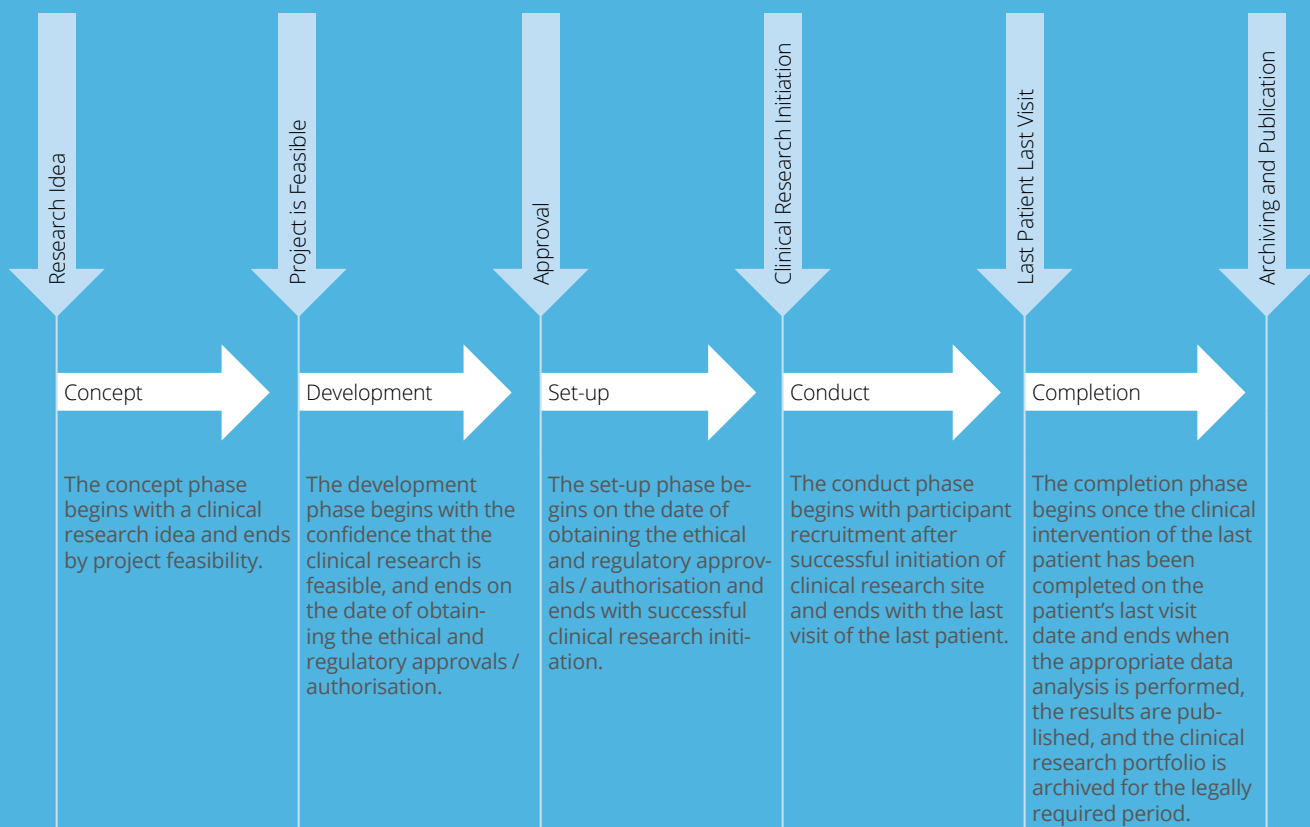 Research Idea
Project is Feasible
Approval
Clinical Research Initiation
Last Patient Last Visit
Archiving and Publication
Concept
Development
Set-up
Conduct
Completion
The concept phase
begins with a clinical
research idea and ends
by project feasibility.
The development
phase begins with the
confidence that the
clinical research is
feasible, and ends on
the date of obtain-
ing the ethical and
regulatory approvals /
authorisation.
The set-up phase be-
gins on the date of
obtaining the ethical
and regulatory approv-
als / authorisation and
ends with successful
clinical research initi-
ation.
The conduct phase
begins with participant
recruitment after
successful initiation of
clinical research site
and ends with the last
visit of the last patient.
The completion phase
begins once the clinical
intervention of the last
patient has been
completed on the
patient’s last visit
date and ends when
the appropriate data
analysis is performed,
the results are pub-
lished, and the clinical
research portfolio is
archived for the legally
required period.